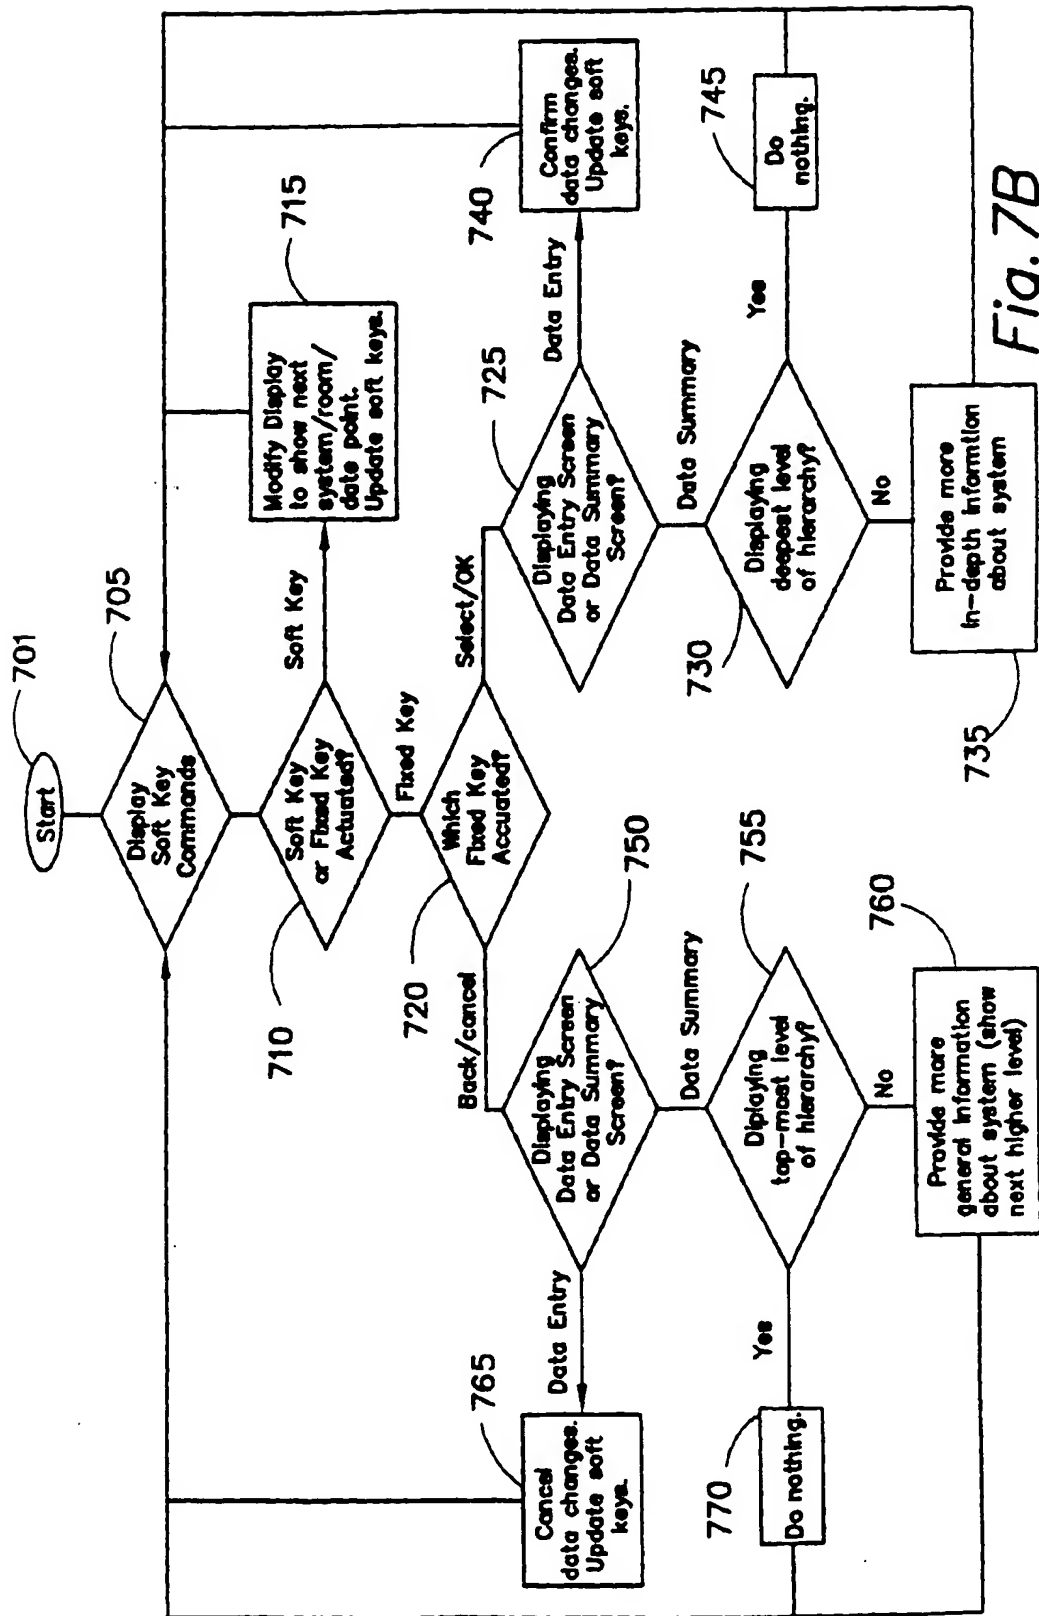 701
Start
705
Display
Soft Key
Commands
710
Soft Key
or Fixed Key
Actuated?
Soft Key
715
Modify Display
to show next
system/room/
date point.
Update soft keys.
Fixed Key
720
Which
Fixed Key
Accuated?
Back/cancel
Select/OK
750
Displaying
Data Entry Screen
or Data Summary
Screen?
Data Entry
765
Cancel
data changes.
Update soft
keys.
Data Summary
755
Diplaying
top-most level
of hierarchy?
Yes
770
Do nothing.
No
760
Provide more
general information
about system (show
next higher level)
725
Displaying
Data Entry Screen
or Data Summary
Screen?
Data Entry
740
Confirm
data changes.
Update soft
keys.
Data Summary
730
Displaying
deepest level
of hierarchy?
Yes
745
Do
nothing.
No
735
Provide more
in-depth information
about system
Fig. 7B